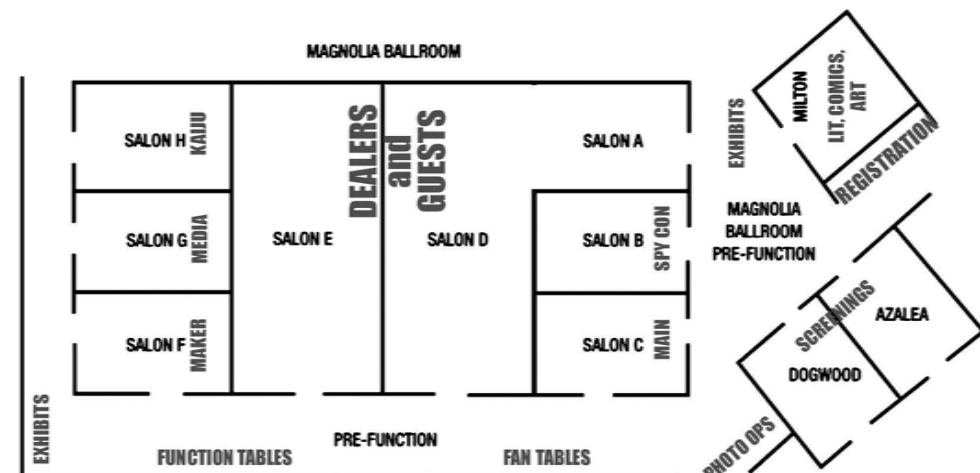 MAGNOLIA BALLROOM
SALON H
KAIJU
DEALERS
and
GUESTS
SALON A
EXHIBITS
MILTON
LIT, COMICS,
ART
REGISTRATION
SALON G
MEDIA
SALON E
SALON D
SALON B
SPY CON
MAGNOLIA
BALLROOM
PRE-FUNCTION
SALON F
MAKER
SALON C
MAIN
SCREENINGS
AZALEA
DOGWOOD
EXHIBITS
PRE-FUNCTION
FUNCTION TABLES
FAN TABLES
PHOTO OPS